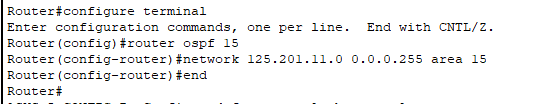 Router#configure terminal
Enter configuration commands, one per line.  End with CNTL/Z.
Router(config)#router ospf 15
Router(config-router)#network 125.201.11.0 0.0.0.255 area 15
Router(config-router)#end
Router#